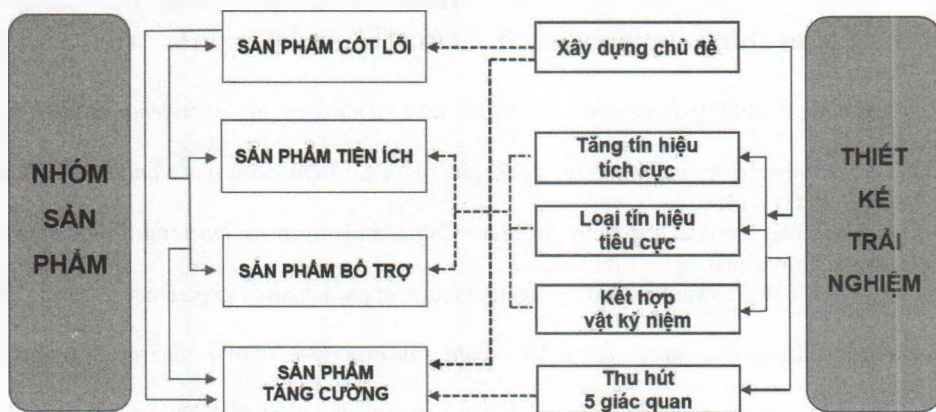 NHÓM
SẢN
PHẨM
SẢN PHẨM CỐT LÕI
SẢN PHẨM TIỆN ÍCH
SẢN PHẨM BỔ TRỢ
SẢN PHẨM
TĂNG CƯỜNG
Xây dựng chủ đề
Tăng tín hiệu
tích cực
Loại tín hiệu
tiêu cực
Kết hợp
vật kỷ niệm
Thu hút
5 giác quan
THIẾT
KẾ
TRẢI
NGHIỆM